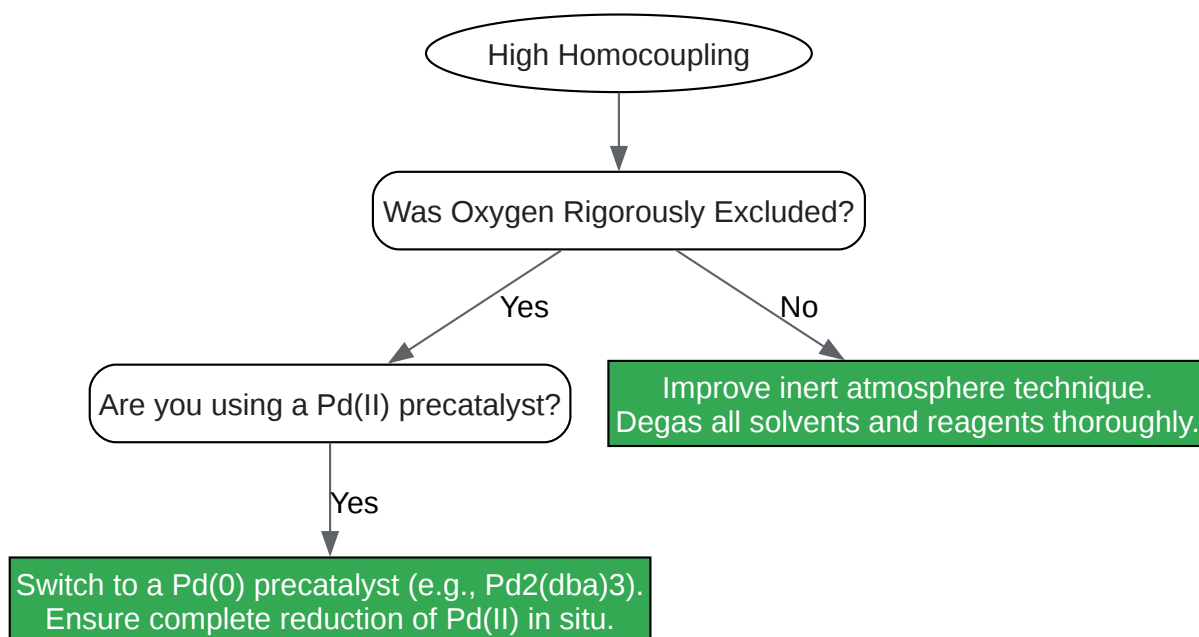 High Homocoupling
Was Oxygen Rigorously Excluded?
Yes
No
Are you using a Pd(II) precatalyst?
Improve inert atmosphere technique.
Degas all solvents and reagents thoroughly.
Yes
Switch to a Pd(0) precatalyst (e.g., Pd2(dba)3).
Ensure complete reduction of Pd(II) in situ.